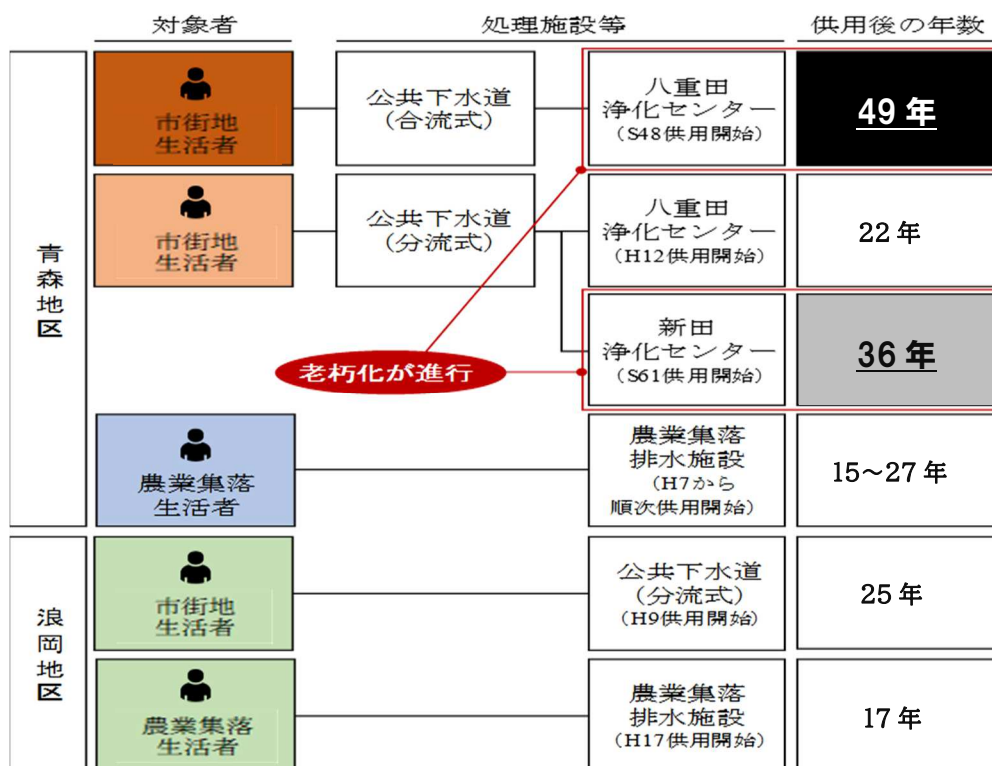 対象者
処理施設等
供用後の年数
青森地区
市街地
生活者
公共下水道
(合流式)
八重田
浄化センター
(S48供用開始)
49年
市街地
生活者
公共下水道
(分流式)
八重田
浄化センター
(H12供用開始)
22年
新田
浄化センター
(S61供用開始)
36年
老朽化が進行
農業集落
生活者
農業集落
排水施設
(H7から
順次供用開始)
15~27年
浪岡地区
市街地
生活者
公共下水道
(分流式)
(H9供用開始)
25年
農業集落
生活者
農業集落
排水施設
(H17供用開始)
17年